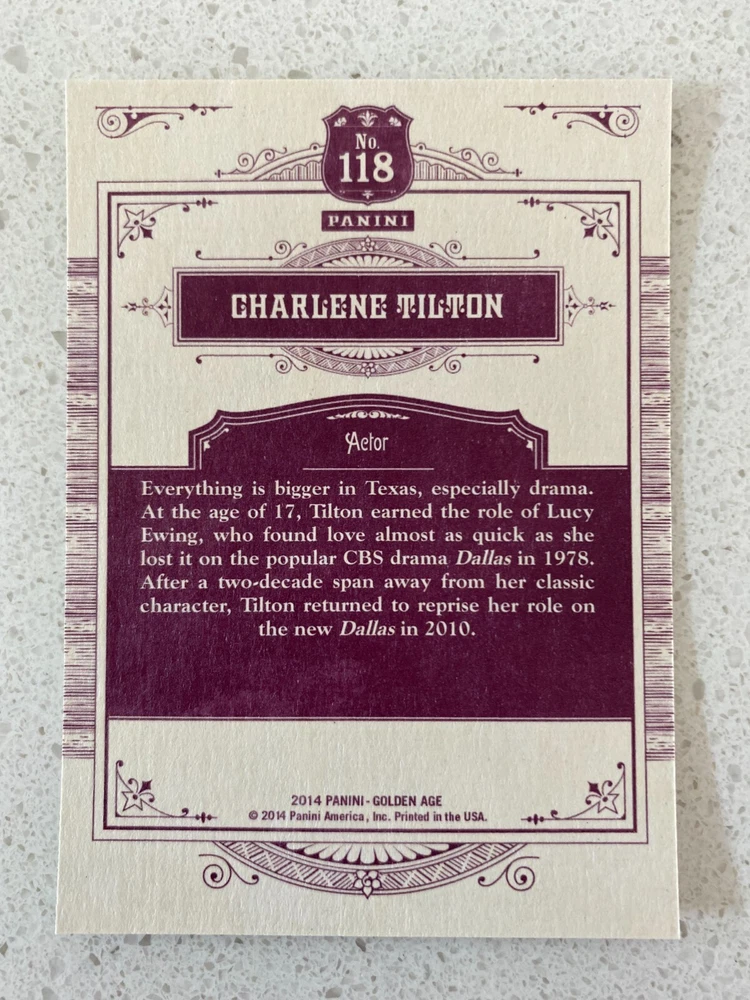 No.
118
PANINI
CHARLENE TILTON
Actor
Everything is bigger in Texas, especially drama.
At the age of 17, Tilton earned the role of Lucy
Ewing, who found love almost as quick as she
lost it on the popular CBS drama Dallas in 1978.
After a two-decade span away from her classic
character, Tilton returned to reprise her role on
the new Dallas in 2010.
2014 PANINI - GOLDEN AGE
© 2014 Panini America, Inc. Printed in the USA.